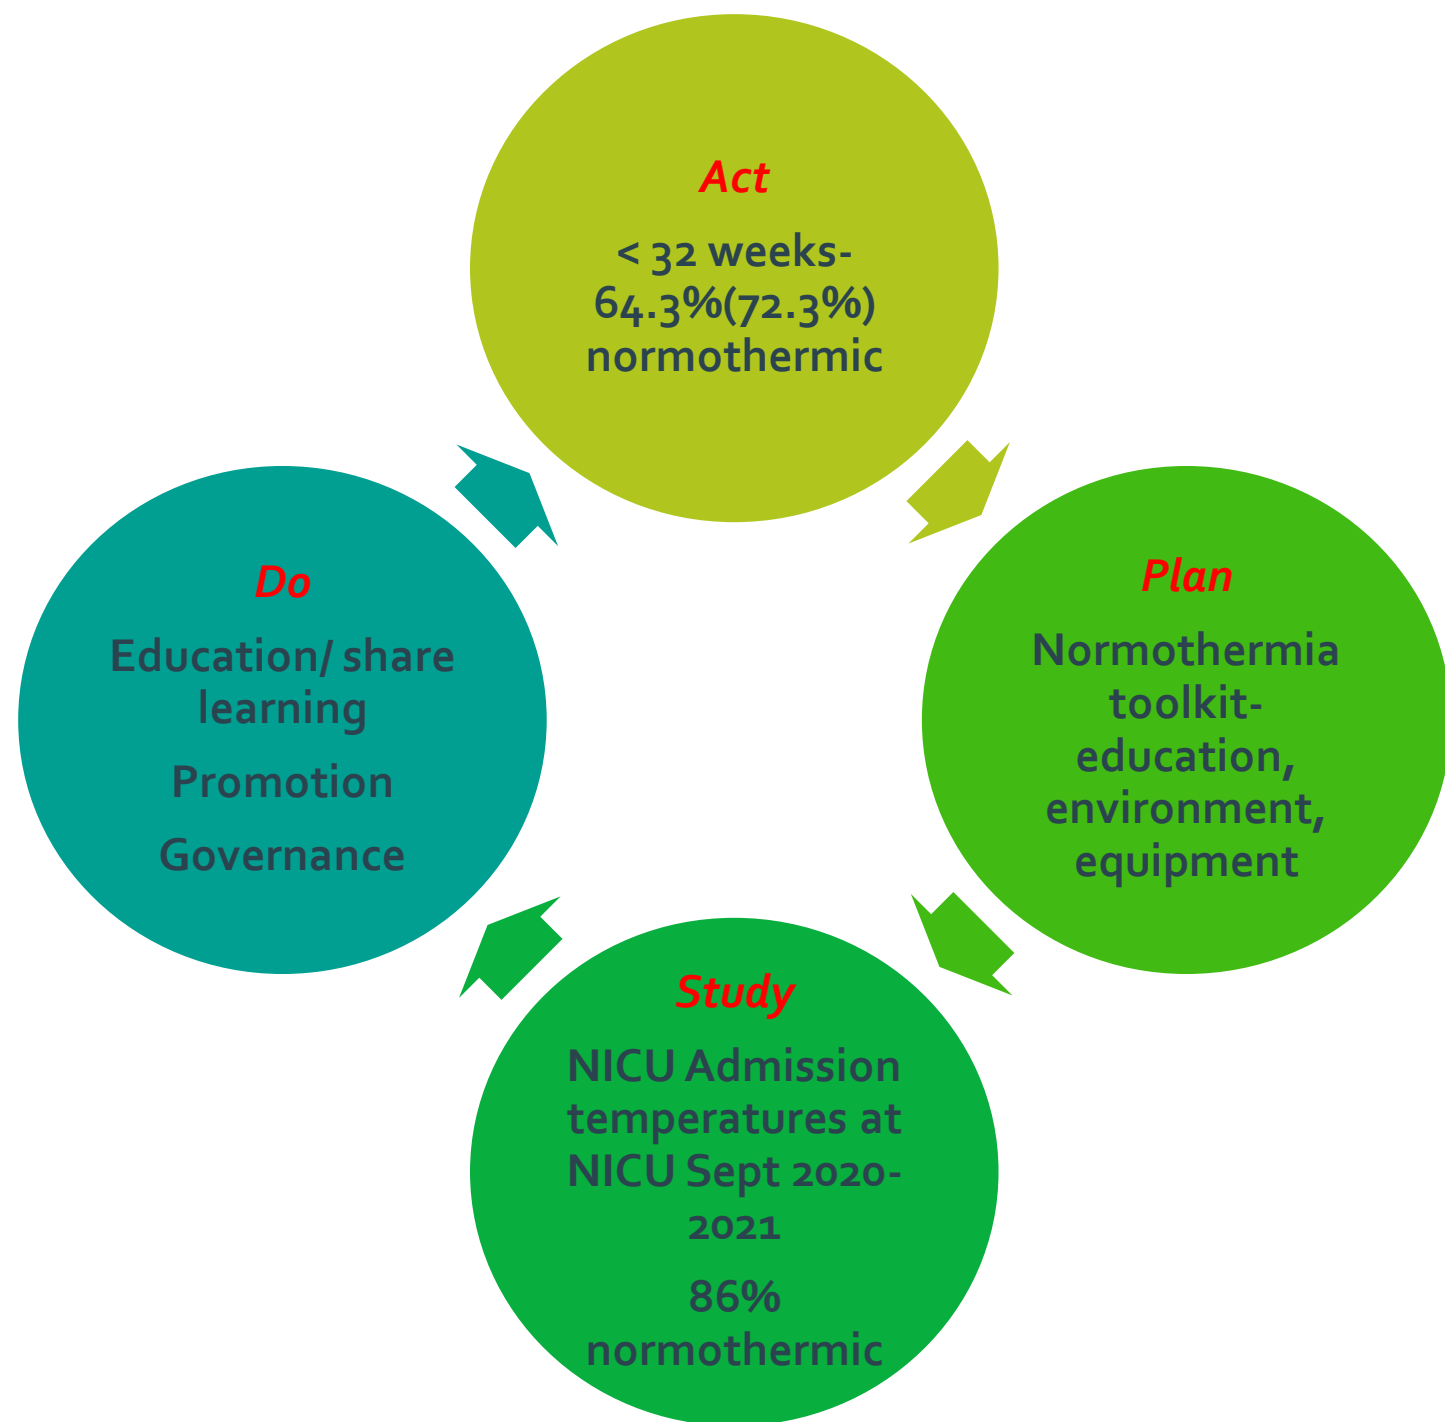 Act
< 32 weeks-
64.3%(72.3%)
normothermic
Plan
Normothermia
toolkit-
education,
environment,
equipment
Study
NICU Admission
temperatures at
NICU Sept 2020-
2021
86%
normothermic
Do
Education/ share
learning
Promotion
Governance